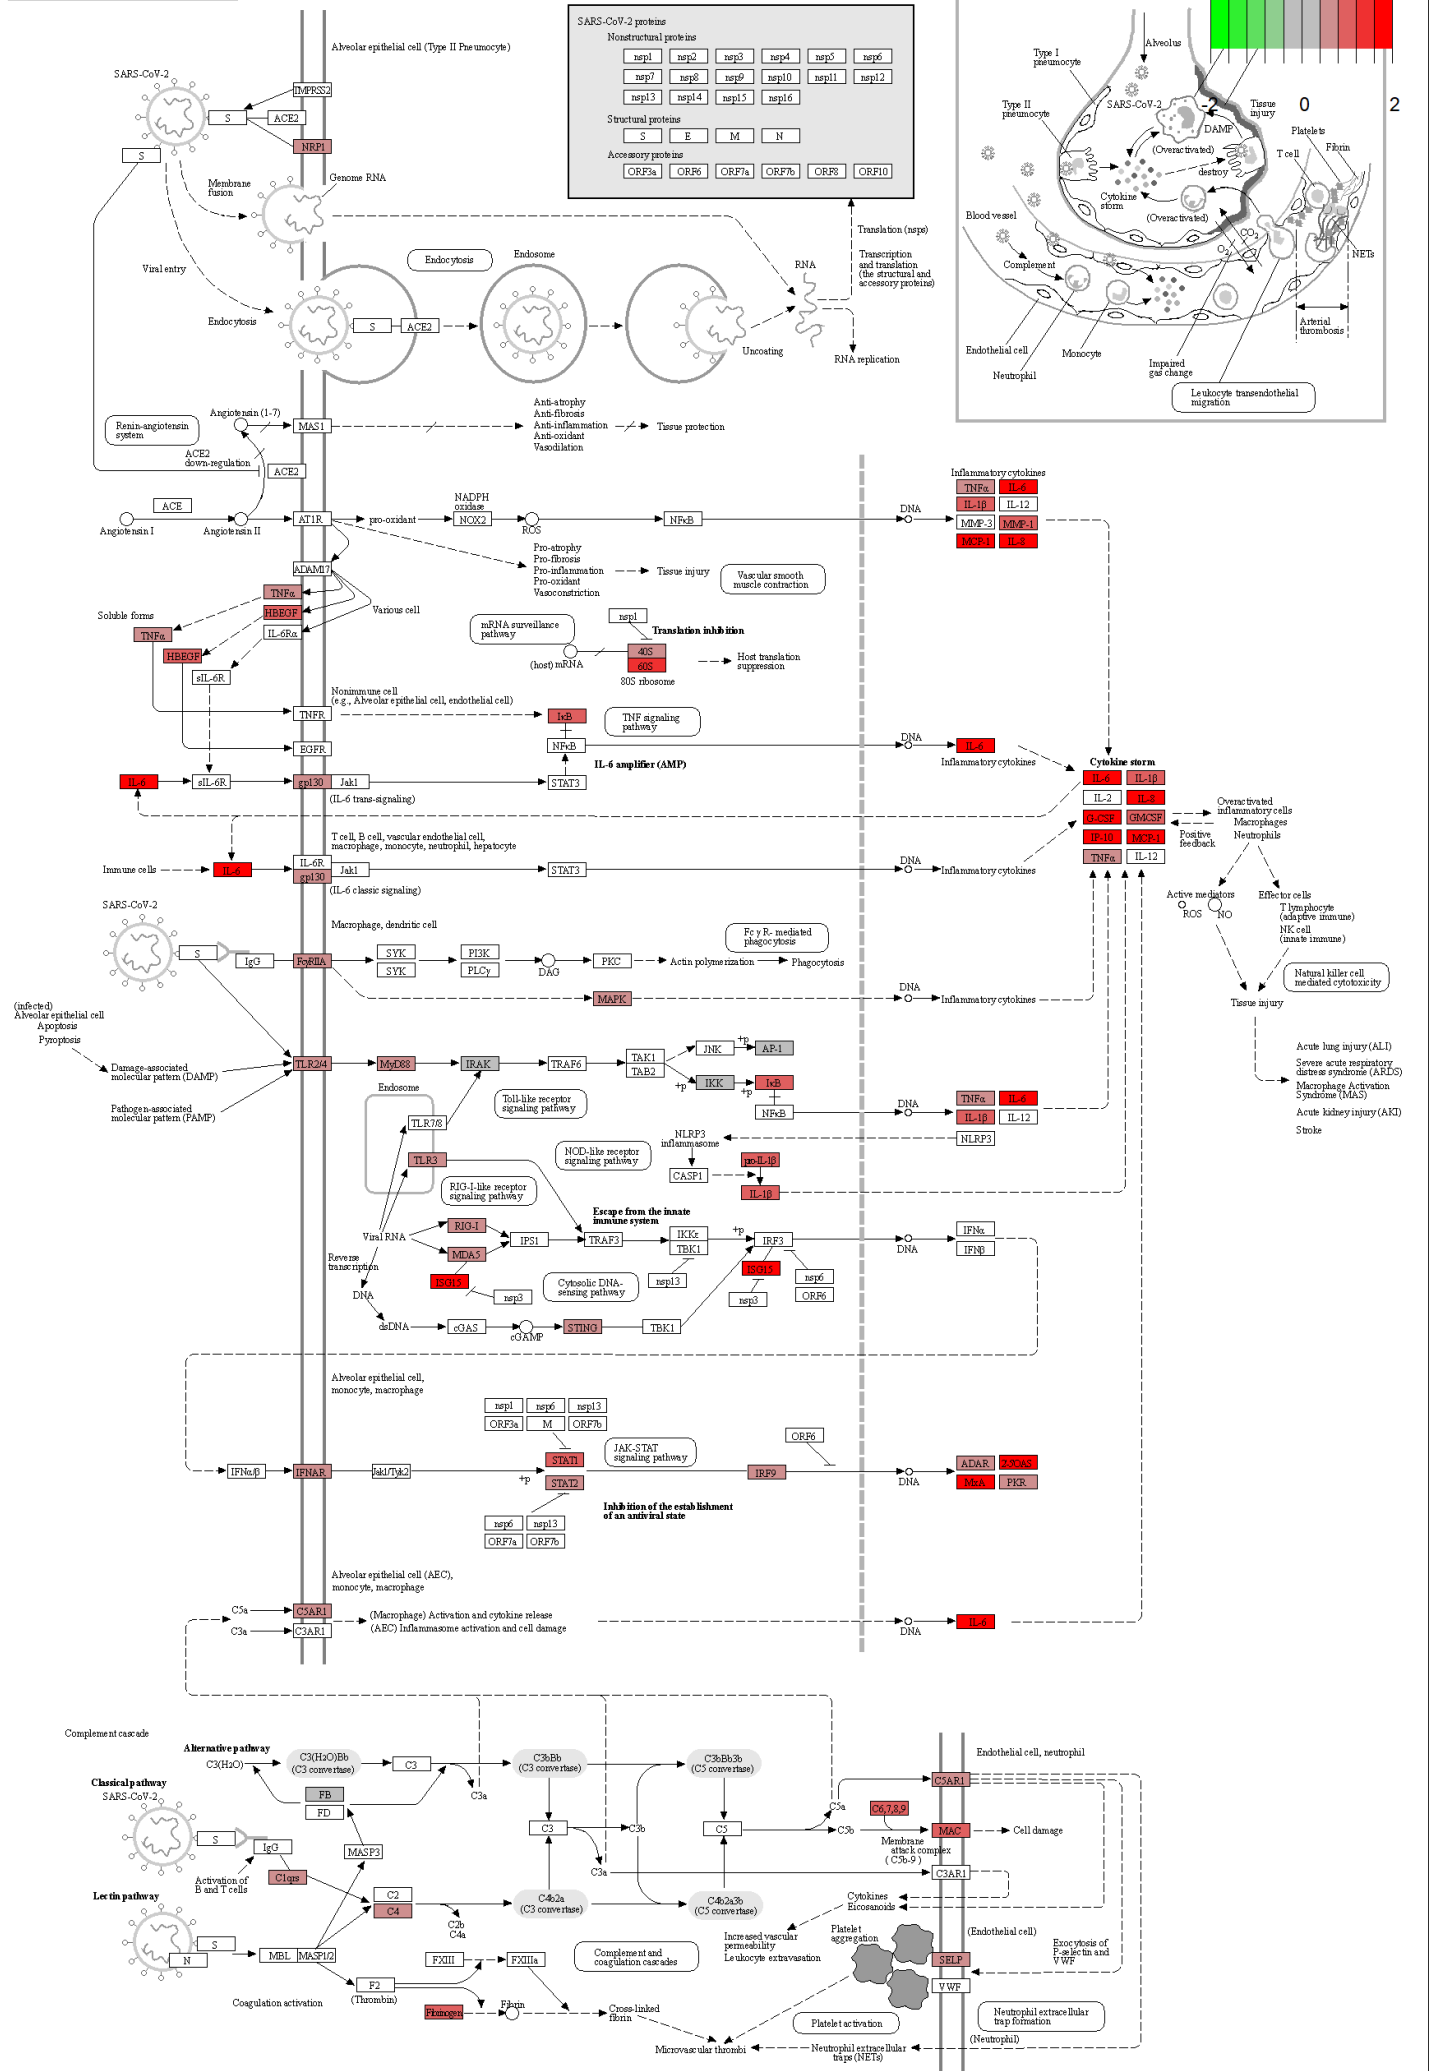 SARS-CoV-2 proteins
Nonstructural proteins
nsp1 nsp2 nsp3 nsp4 nsp5 nsp6
nsp7 nsp8 nsp9 nsp10 nsp11 nsp12
nsp13 nsp14 nsp15 nsp16
Structural proteins
S E M N
Accessory proteins
ORF3a ORF6 ORF7a ORF7b ORF8 ORF10
-2 0 2
Alveolus
Type I
pneumocyte
SARS-CoV-2
Type II
pneumocyte
DAMP
(Overactivated)
Tissue
injury
Platelets
Fibrin
T cell
destroy
Cytokine
storm
(Overactivated)
Blood vessel
CO2
O2
NETs
Complement
Arterial
thrombosis
Endothelial cell
Monocyte
Neutrophil
Impaired
gas change
Leukocyte transendothelial
migration
Alveolar epithelial cell (Type II Pneumocyte)
SARS-CoV-2
TMPRSS2
S ACE2
NRP1
S
Membrane
fusion
Genome RNA
Viral entry
Endocytosis
Endocytosis
Endosome
S ACE2
RNA
Uncoating
Translation (nsps)
Transcription
and translation
(the structural and
accessory proteins)
RNA replication
Renin-angiotensin
system
Angiotensin (1-7)
MAS1
Anti-atrophy
Anti-fibrosis
Anti-inflammation
Anti-oxidant
Vasodilation
Tissue protection
ACE2
down-regulation
ACE2
ACE
Angiotensin I
Angiotensin II
AT1R
pro-oxidant
NADPH
oxidase
NOX2
ROS
NFκB
DNA
Inflammatory cytokines
TNFα IL-6
IL-1β IL-12
MMP-3 MMP-1
MCP-1 IL-8
Pro-atrophy
Pro-fibrosis
Pro-inflammation
Pro-oxidant
Vasoconstriction
Tissue injury
Vascular smooth
muscle contraction
ADAM17
TNFα
HBEGF
IL-6Rα
Various cell
Soluble forms
TNFα
HBEGF
sIL-6R
mRNA surveillance
pathway
nsp1
Translation inhibition
(host) mRNA
40S
60S
80S ribosome
Host translation
suppression
Nonimmune cell
(e.g., Alveolar epithelial cell, endothelial cell)
TNFR
IκB
TNF signaling
pathway
EGFR
NFκB
DNA
IL-6
Inflammatory cytokines
IL-6 amplifier (AMP)
IL-6 sIL-6R gp130 Jak1 STAT3
(IL-6 trans-signaling)
Cytokine storm
IL-6 IL-1β
IL-2 IL-8
G-CSF GMCSF
IP-10 MCP-1
TNFα IL-12
Overactivated
inflammatory cells
Macrophages
Neutrophils
Positive
feedback
T cell, B cell, vascular endothelial cell,
macrophage, monocyte, neutrophil, hepatocyte
Immune cells
IL-6
IL-6R
gp130
Jak1
STAT3
DNA
Inflammatory cytokines
(IL-6 classic signaling)
Active mediators
ROS NO
Effector cells
T lymphocyte
(adaptive immune)
NK cell
(innate immune)
Natural killer cell
mediated cytotoxicity
Tissue injury
Acute lung injury (ALI)
Severe acute respiratory
distress syndrome (ARDS)
Macrophage Activation
Syndrome (MAS)
Acute kidney injury (AKI)
Stroke
SARS-CoV-2
Macrophage, dendritic cell
S
IgG
FcγRIIA
SYK
SYK
PI3K
PLCγ
DAG
PKC
Actin polymerization
Phagocytosis
Fc γ R- mediated
phagocytosis
MAPK
DNA
Inflammatory cytokines
(infected)
Alveolar epithelial cell
Apoptosis
Pyroptosis
Damage-associated
molecular pattern (DAMP)
Pathogen-associated
molecular pattern (PAMP)
TLR2/4 MyD88 IRAK TRAF6
TAK1
TAB2
JNK +p AP-1
+p IKK +p IκB
NFκB
DNA
TNFα IL-6
IL-1β IL-12
Endosome
TLR7/8
TLR3
Toll-like receptor
signaling pathway
NLRP3
NLRP3
inflammasome
CASP1
pro-IL-1β
IL-1β
NOD-like receptor
signaling pathway
RIG-I-like receptor
signaling pathway
Escape from the innate
immune system
Viral RNA
RIG-I
MDA5
ISG15
IPS1
TRAF3
IKKε
TBK1
+p
IRF3
DNA
IFNα
IFNβ
nsp13
ISG15
nsp3
nsp6
ORF6
nsp3
Cytosolic DNA-
sensing pathway
Reverse
transcription
DNA
dsDNA
cGAS
cGAMP
STING
TBK1
Alveolar epithelial cell,
monocyte, macrophage
nsp1 nsp6 nsp13
ORF3a M ORF7b
JAK-STAT
signaling pathway
ORF6
IFNα/β IFNAR Jak1/Tyk2
+p
STAT1
STAT2
IRF9
DNA
ADAR 2-5OAS
MxA PKR
Inhibition of the establishment
of an antiviral state
nsp6 nsp13
ORF7a ORF7b
Alveolar epithelial cell (AEC),
monocyte, macrophage
C5a C5AR1
C3a C3AR1
(Macrophage) Activation and cytokine release
(AEC) Inflammasome activation and cell damage
DNA
IL-6
Complement cascade
Alternative pathway
C3(H2O)
C3(H2O)Bb
(C3 convertase)
C3
C3a
C3bBb
(C3 convertase)
C3bBb3b
(C5 convertase)
Endothelial cell, neutrophil
C5AR1
FB
FD
Classical pathway
SARS-CoV-2
S
IgG
Activation of
B and T cells
C1qrs
MASP3
C3
C3b
C3a
C5
C5a
C5b
C6,7,8,9
Membrane
attack complex
( C5b-9 )
MAC
Cell damage
C3AR1
C2
C4
C2b
C4a
C4b2a
(C3 convertase)
C4b2a3b
(C5 convertase)
Cytokines
Eicosanoids
Increased vascular
permeability
Leukocyte extravasation
Lectin pathway
S
N
MBL MASP1/2
FXIII
FXIIIa
F2
(Thrombin)
Coagulation activation
Fibrinogen
Fibrin
Cross-linked
fibrin
Complement and
coagulation cascades
Platelet
aggregation
(Endothelial cell)
SELP
VWF
Exocytosis of
P-selectin and
VWF
Platelet activation
Neutrophil extracellular
trap formation
(Neutrophil)
Microvascular thrombi
Neutrophil extracellular
traps (NETs)